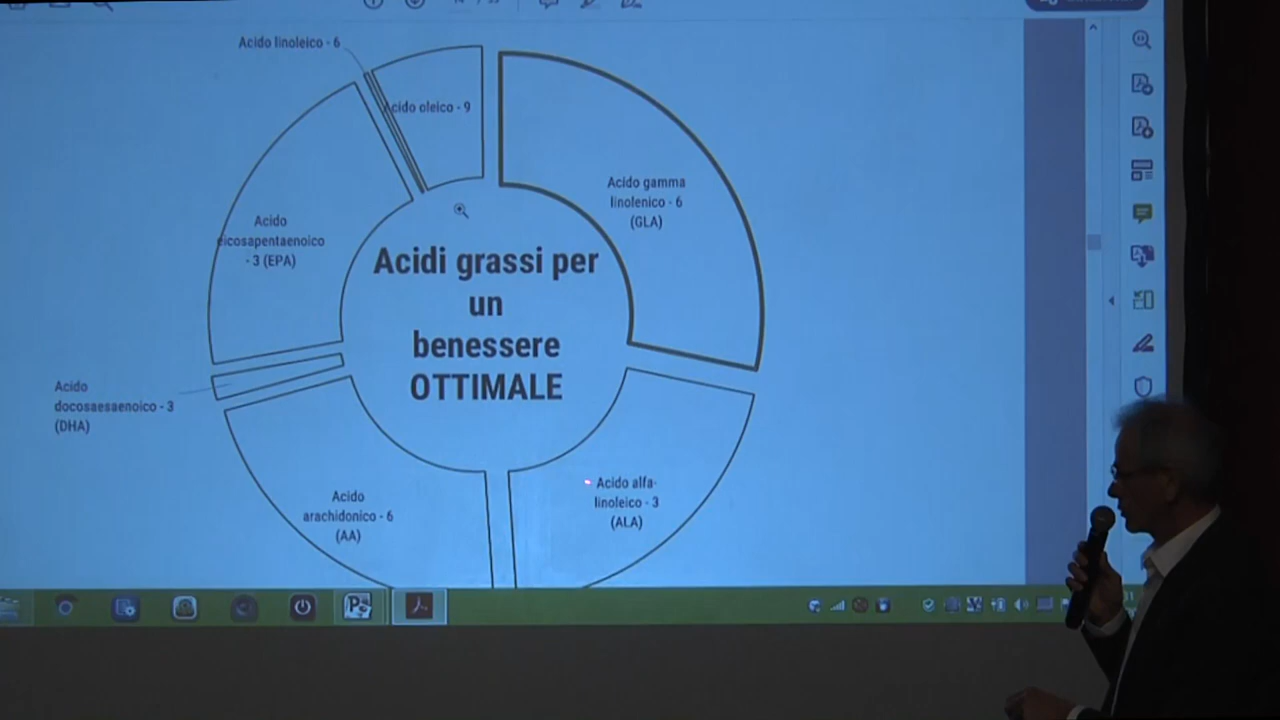 Acido linoleico - 6
Acido oleico - 9
Acido gamma
linolenico - 6
(GLA)
Acido
eicosapentaenoico
- 3 (EPA)
Acidi grassi per
un
benessere
OTTIMALE
Acido
docosaesaenoico - 3
(DHA)
Acido
arachidonico - 6
(AA)
Acido alfa-
linoleico - 3
(ALA)